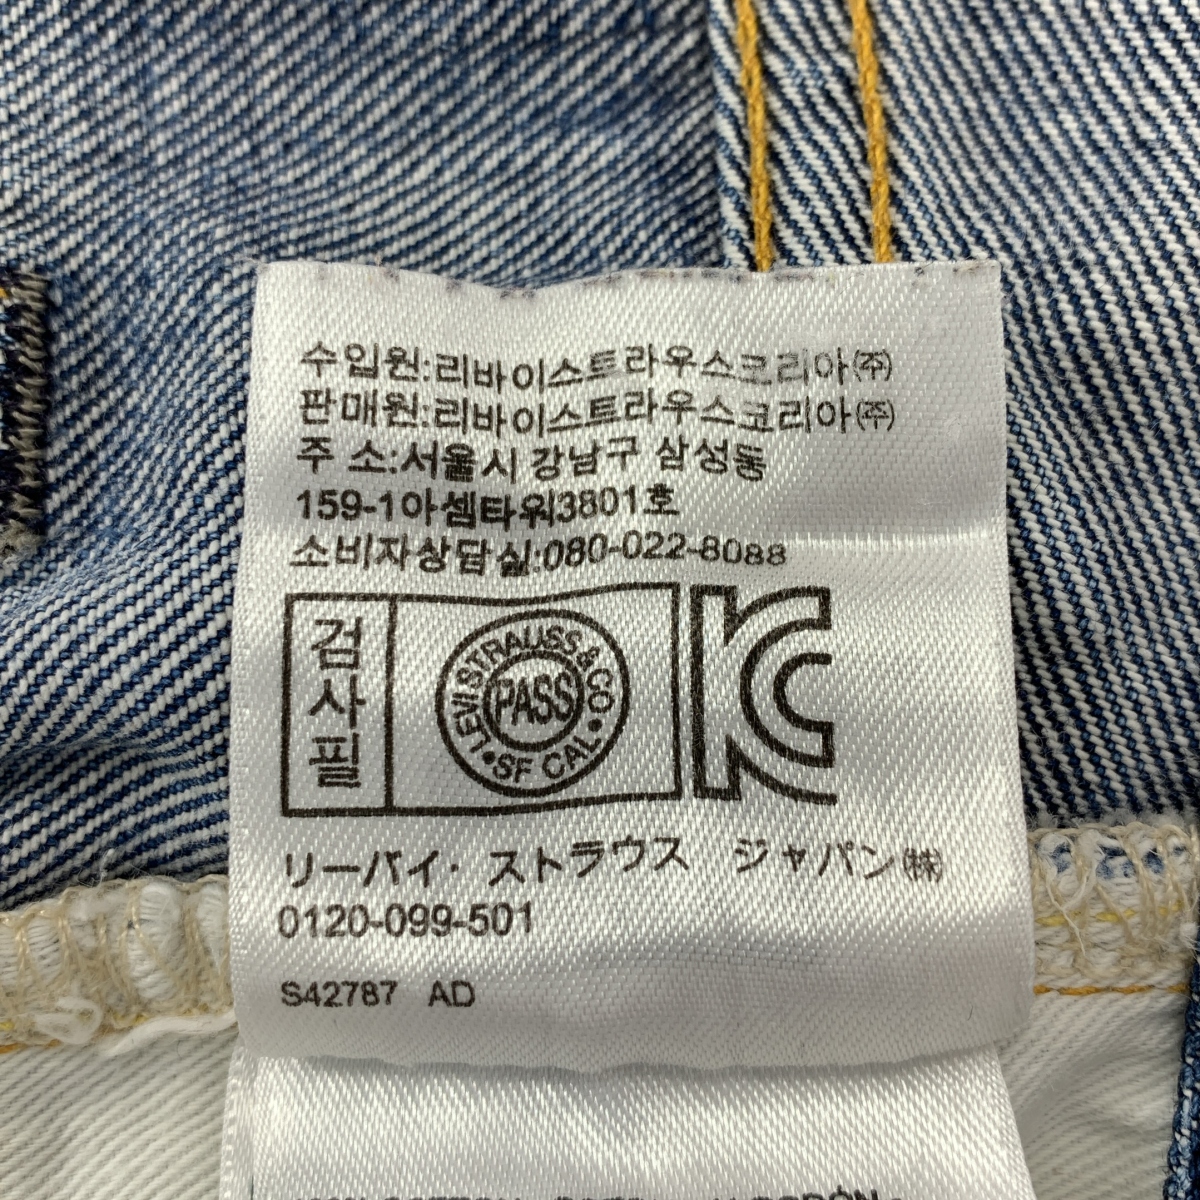 수입원:리바이스트라우스코리아㈜
판매원:리바이스트라우스코리아㈜
주 소:서울시 강남구 삼성동
159-1아셈타워3801호
소비자상담실:080-022-8088
검사필
LEVI STRAUSS & CO
PASS
SF CAL
KC
リーバイ・ストラウス ジャパン㈱
0120-099-501
S42787 AD